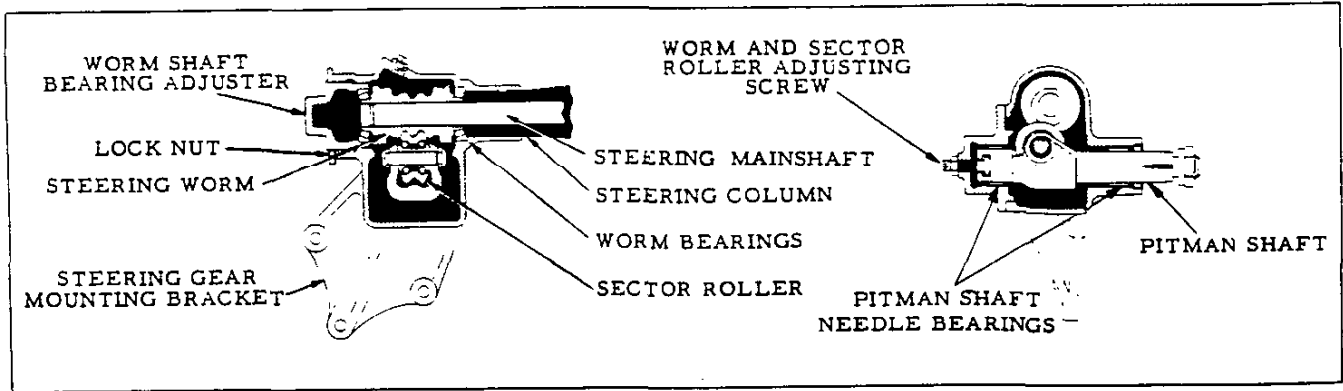 WORM SHAFT
BEARING ADJUSTER
LOCK NUT
STEERING WORM
STEERING GEAR
MOUNTING BRACKET
STEERING MAINSHAFT
STEERING COLUMN
WORM BEARINGS
SECTOR ROLLER
WORM AND SECTOR
ROLLER ADJUSTING
SCREW
PITMAN SHAFT
NEEDLE BEARINGS
PITMAN SHAFT